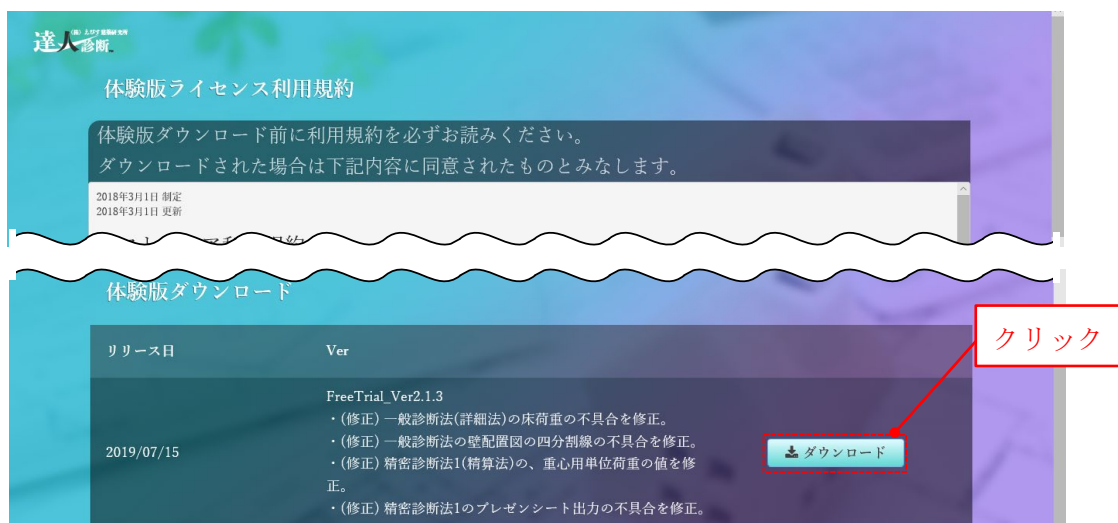 達人診断
体験版ライセンス利用規約
体験版ダウンロード前に利用規約を必ずお読みください。
ダウンロードされた場合は下記内容に同意されたものとみなします。
2018年3月1日 制定
2018年3月1日 更新
体験版ダウンロード
クリック
リリース日 Ver
FreeTrial_Ver2.1.3
・(修正) 一般診断法(詳細法)の床荷重の不具合を修正。
・(修正) 一般診断法の壁配置図の四分割線の不具合を修正。
2019/07/15 ダウンロード
・(修正) 精密診断法1(精算法)の、重心用単位荷重の値を修
正。
・(修正) 精密診断法1のプレゼンシート出力の不具合を修正。